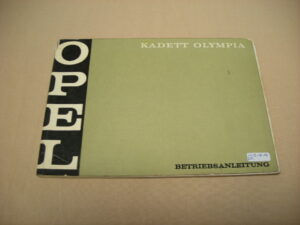 OPEL
KADETT OLYMPIA
BETRIEBSANLEITUNG